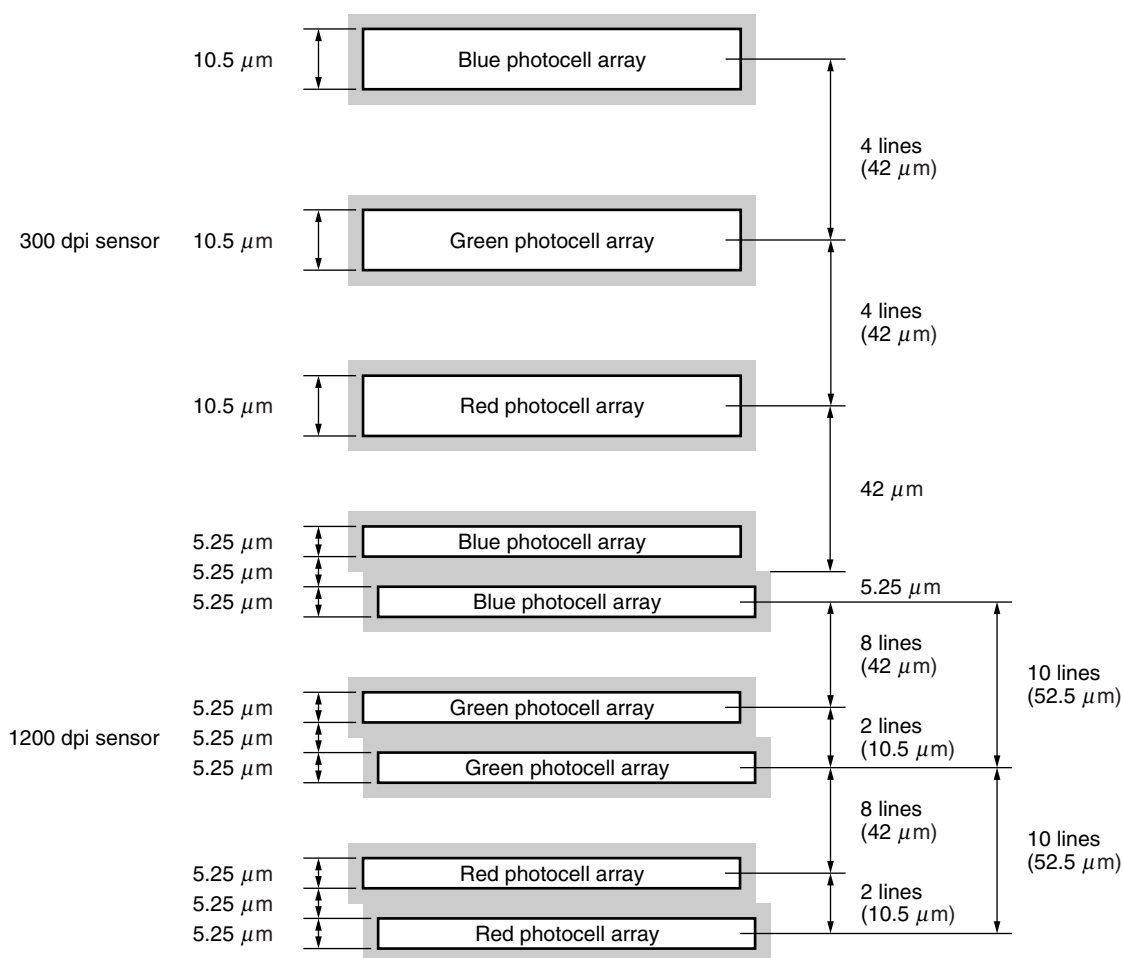 10.5 μm
Blue photocell array
4 lines
(42 μm)
300 dpi sensor
10.5 μm
Green photocell array
4 lines
(42 μm)
10.5 μm
Red photocell array
42 μm
5.25 μm
Blue photocell array
5.25 μm
5.25 μm
5.25 μm
Blue photocell array
8 lines
(42 μm)
10 lines
(52.5 μm)
5.25 μm
Green photocell array
1200 dpi sensor
5.25 μm
2 lines
(10.5 μm)
5.25 μm
Green photocell array
8 lines
(42 μm)
10 lines
(52.5 μm)
5.25 μm
Red photocell array
5.25 μm
2 lines
(10.5 μm)
5.25 μm
Red photocell array